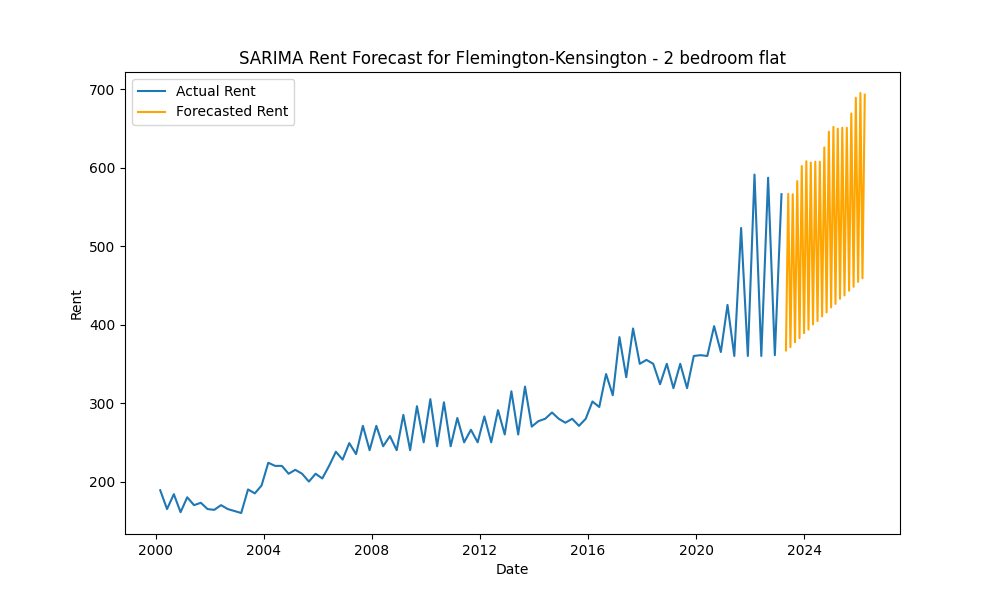 SARIMA Rent Forecast for Flemington-Kensington - 2 bedroom flat
Actual Rent
Forecasted Rent
700
600
500
400
300
200
Rent
2000 2004 2008 2012 2016 2020 2024
Date